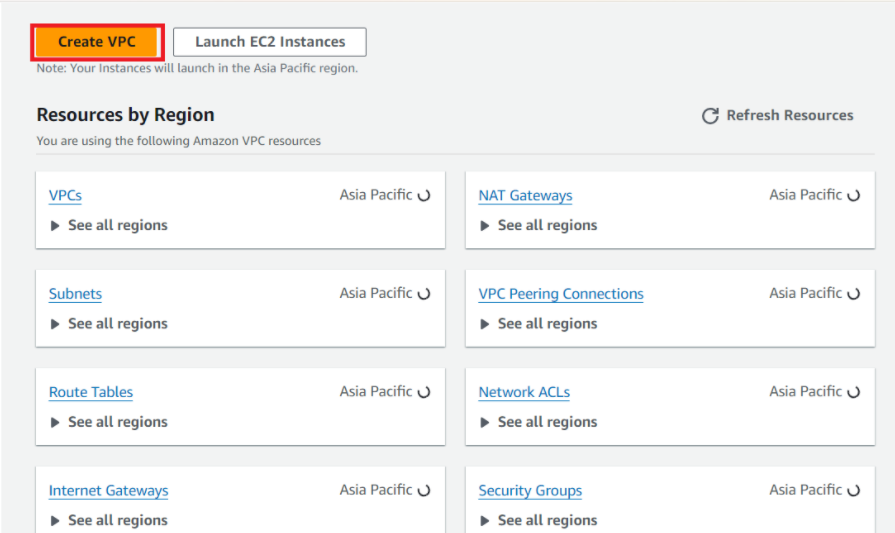 Create VPC
Launch EC2 Instances
Note: Your Instances will launch in the Asia Pacific region.
Resources by Region
Refresh Resources
You are using the following Amazon VPC resources
VPCs
Asia Pacific
See all regions
NAT Gateways
Asia Pacific
See all regions
Subnets
Asia Pacific
See all regions
VPC Peering Connections
Asia Pacific
See all regions
Route Tables
Asia Pacific
See all regions
Network ACLs
Asia Pacific
See all regions
Internet Gateways
Asia Pacific
See all regions
Security Groups
Asia Pacific
See all regions